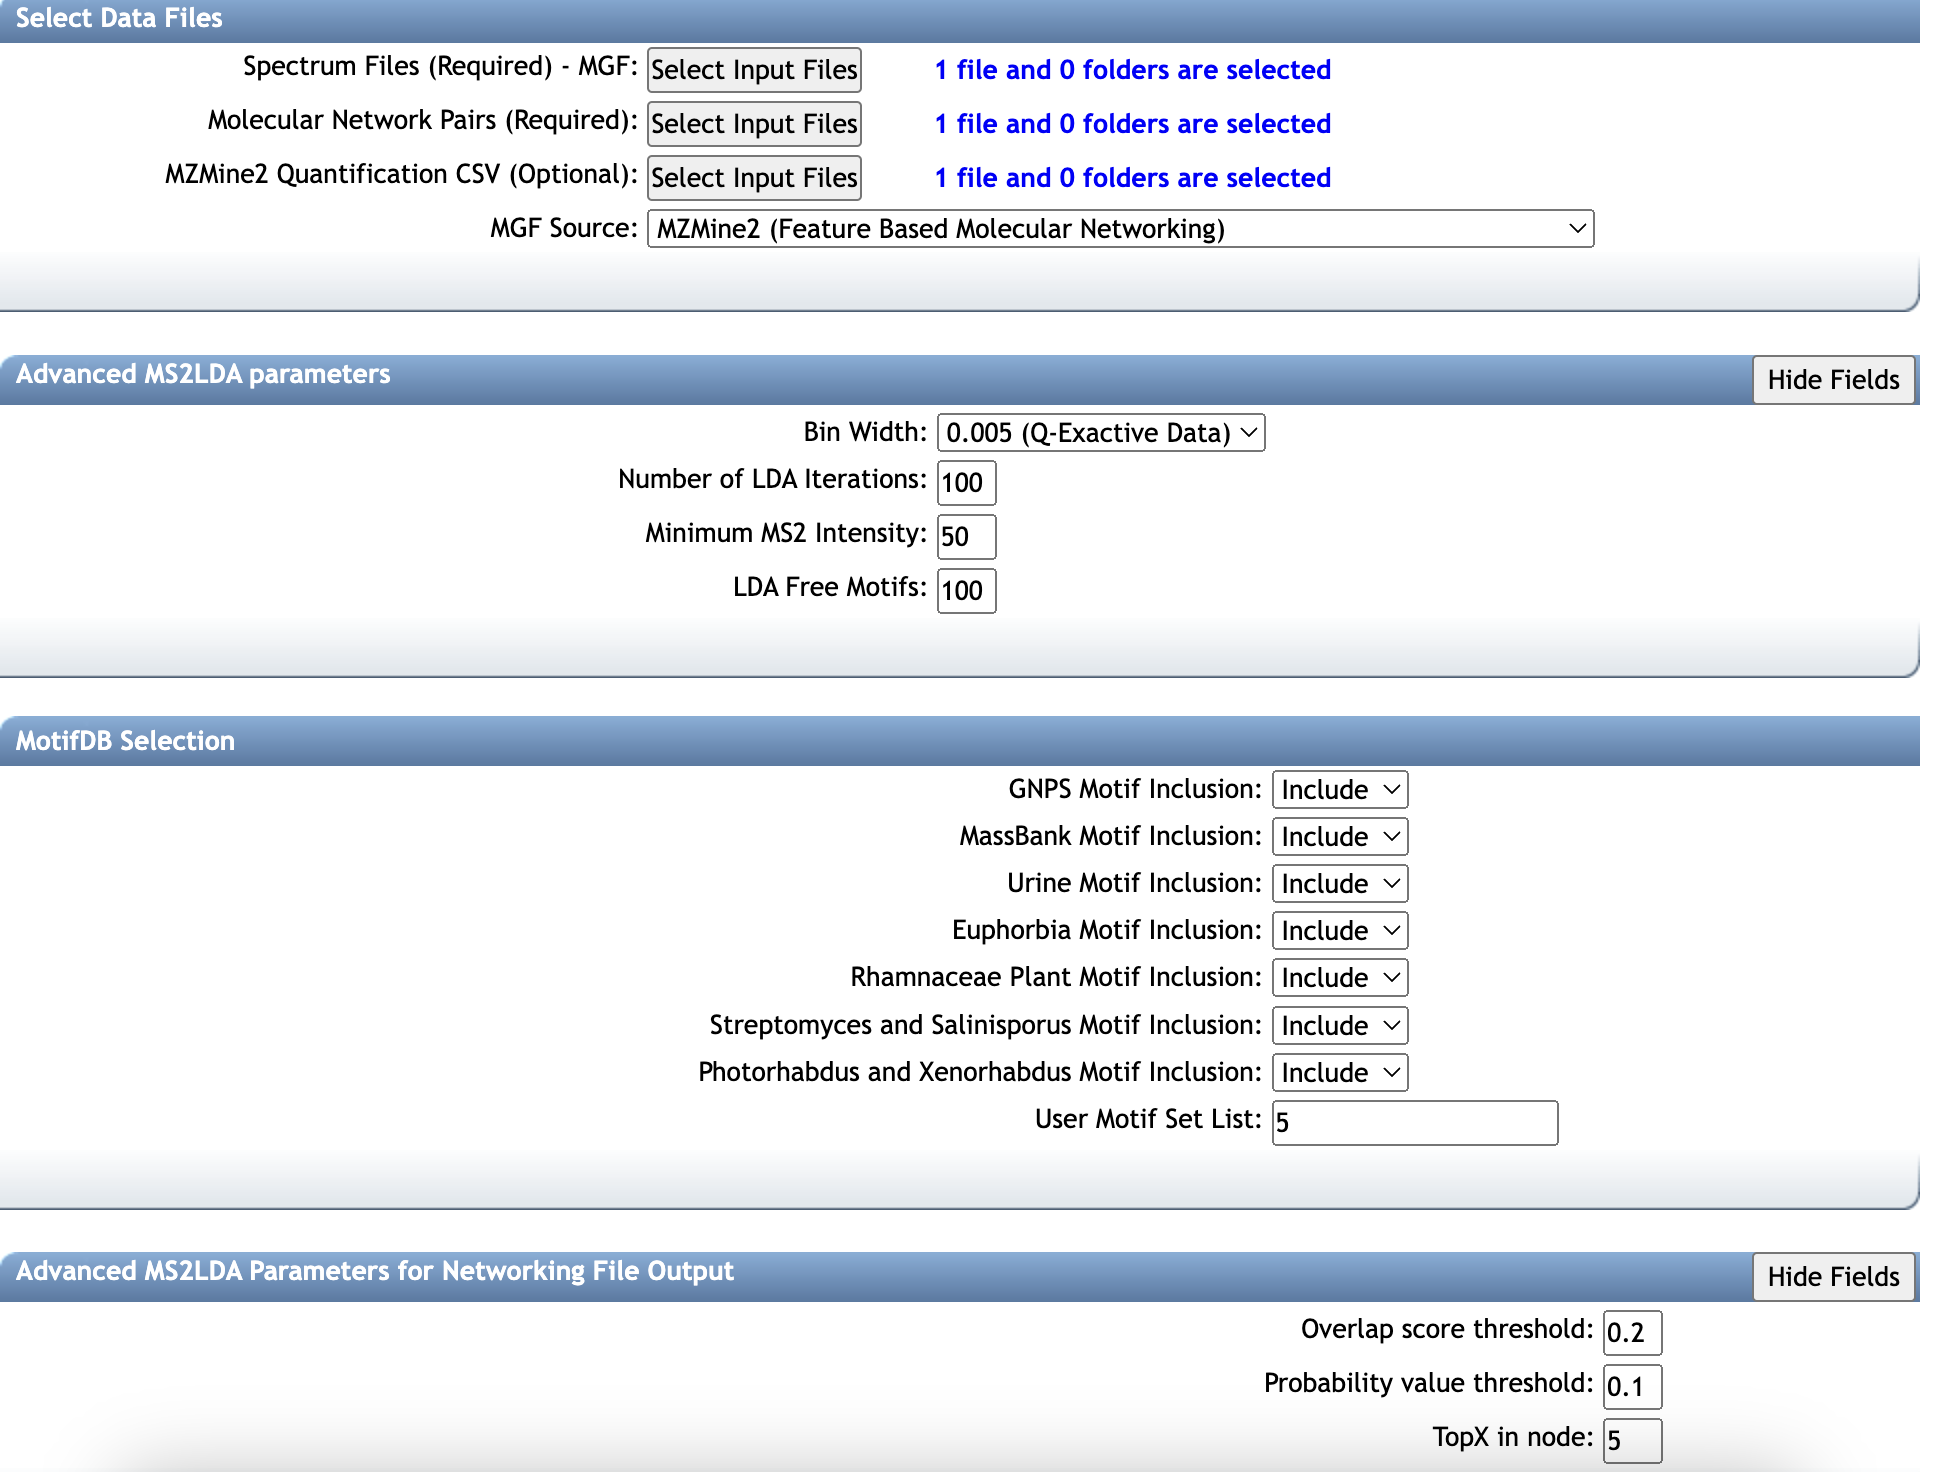 Select Data Files
Spectrum Files (Required) - MGF: Select Input Files 1 file and 0 folders are selected
Molecular Network Pairs (Required): Select Input Files 1 file and 0 folders are selected
MZMine2 Quantification CSV (Optional): Select Input Files 1 file and 0 folders are selected
MGF Source: MZMine2 (Feature Based Molecular Networking)
Advanced MS2LDA parameters Hide Fields
Bin Width: 0.005 (Q-Exactive Data)
Number of LDA Iterations: 100
Minimum MS2 Intensity: 50
LDA Free Motifs: 100
MotifDB Selection
GNPS Motif Inclusion: Include
MassBank Motif Inclusion: Include
Urine Motif Inclusion: Include
Euphorbia Motif Inclusion: Include
Rhamnaceae Plant Motif Inclusion: Include
Streptomyces and Salinisporus Motif Inclusion: Include
Photorhabdus and Xenorhabdus Motif Inclusion: Include
User Motif Set List: 5
Advanced MS2LDA Parameters for Networking File Output Hide Fields
Overlap score threshold: 0.2
Probability value threshold: 0.1
TopX in node: 5